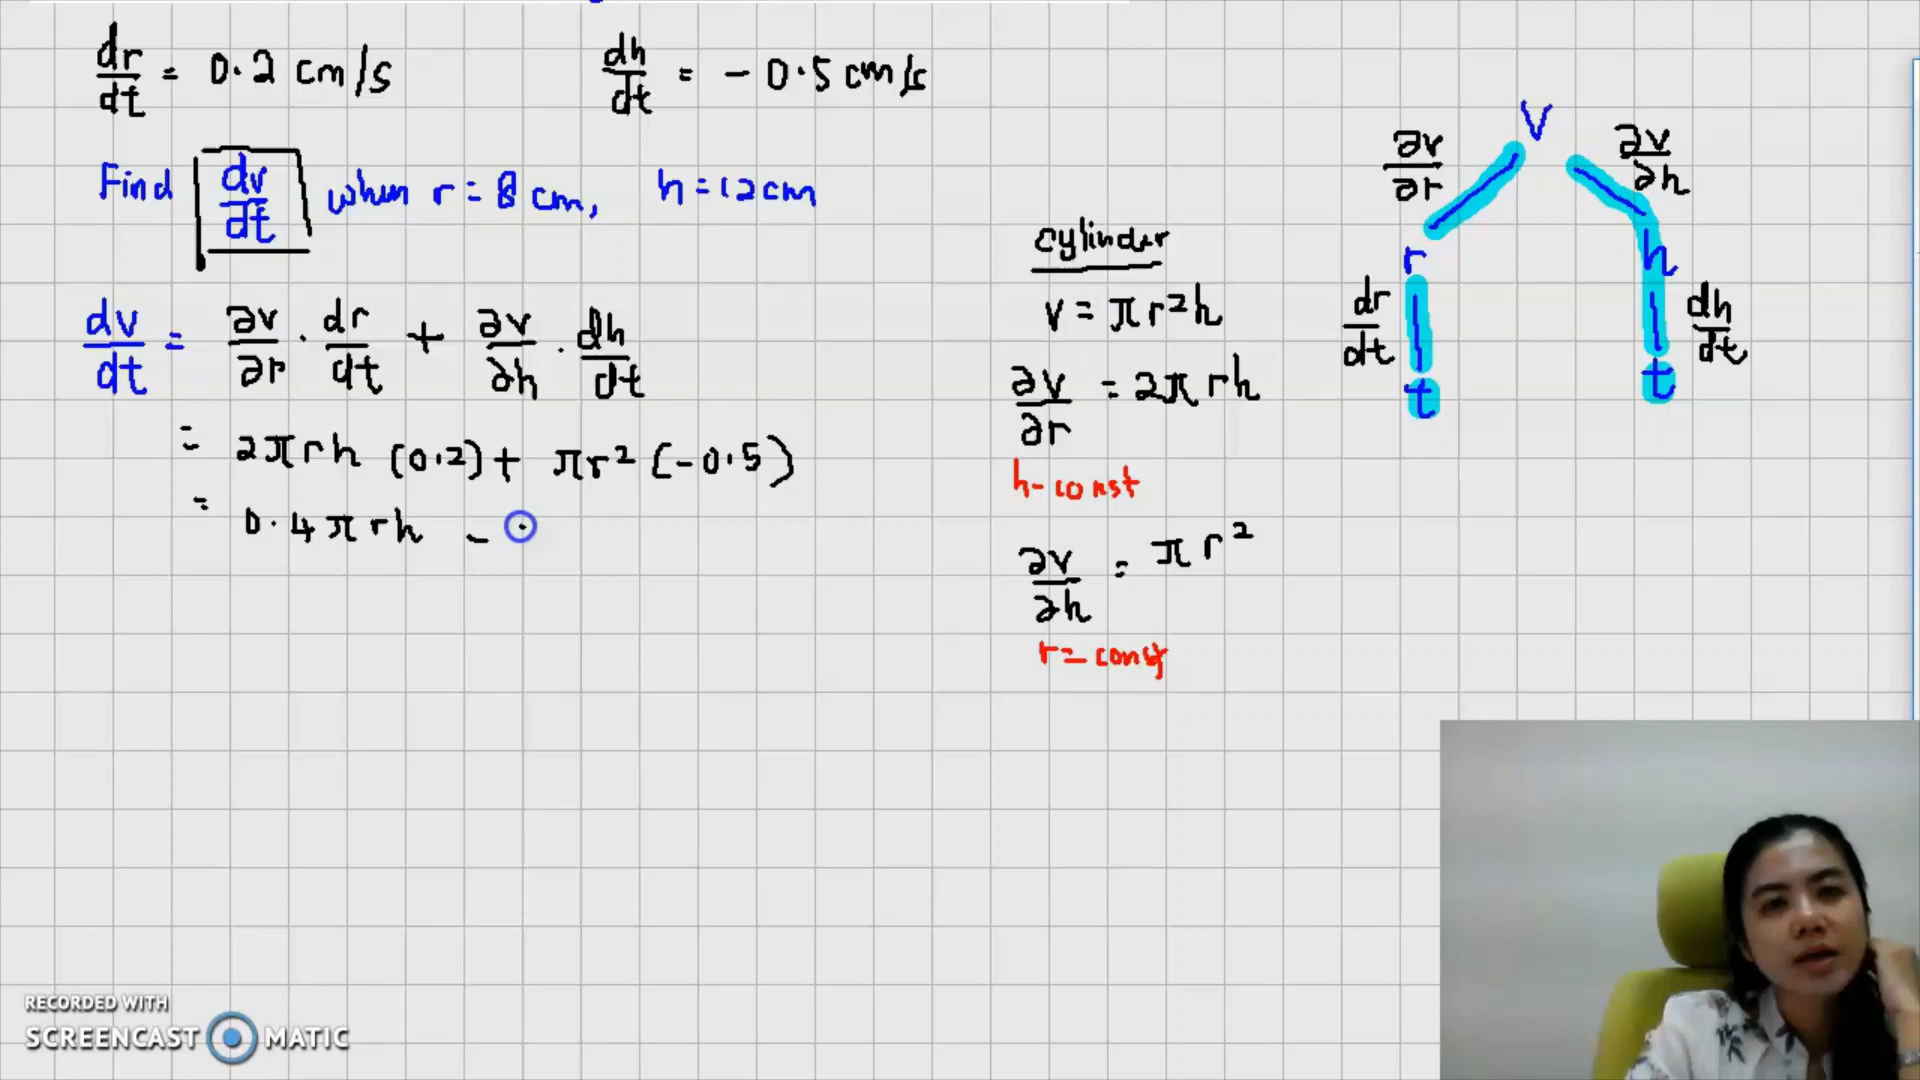 dr/dt = 0.2 cm/s
dh/dt = - 0.5 cm/s
Find dv/dt when r = 8 cm, h = 12 cm
dv/dt = ∂v/∂r · dr/dt + ∂v/∂h · dh/dt
= 2πrh (0.2) + πr² (-0.5)
= 0.4πrh -
cylinder
V = πr²h
∂v/∂r = 2πrh
h-const
∂v/∂h = πr²
r = const
V
∂v/∂r
∂v/∂h
r
h
dr/dt
dh/dt
t
t
RECORDED WITH
SCREENCAST MATIC